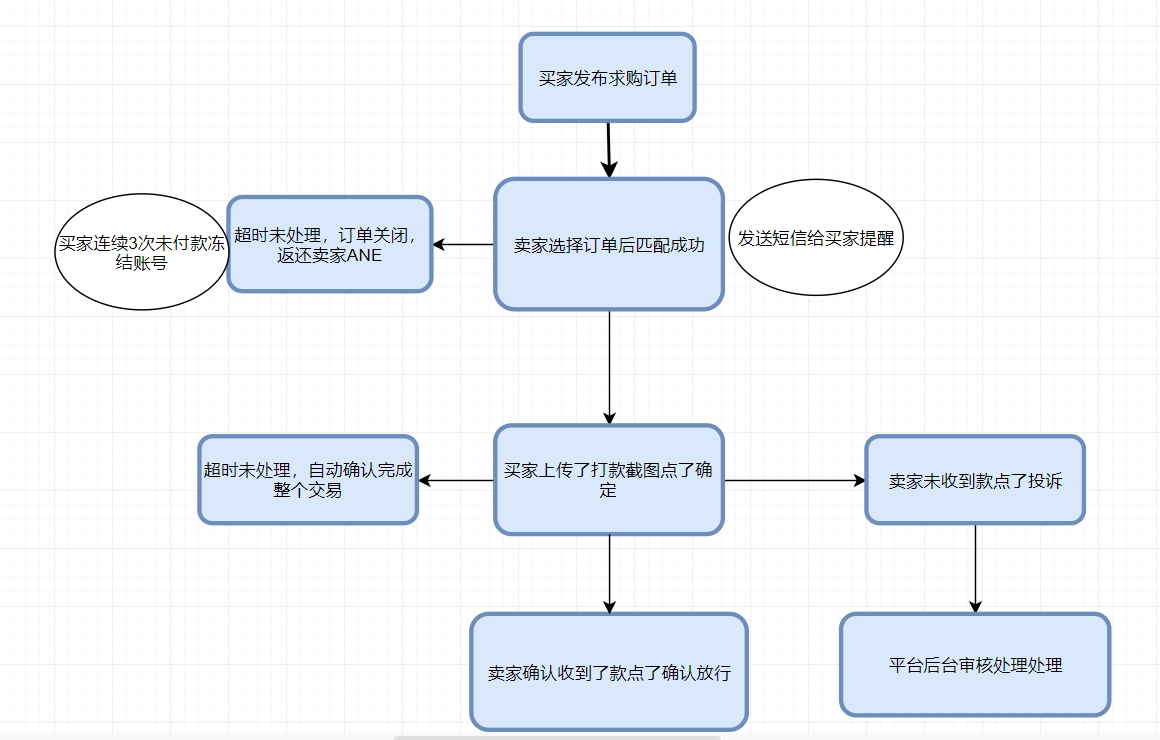 买家发布求购订单
买家连续3次未付款冻
结账号
超时未处理，订单关闭，
返还卖家ANE
卖家选择订单后匹配成功
发送短信给买家提醒
超时未处理，自动确认完成
整个交易
买家上传了打款截图点了确
定
卖家未收到款点了投诉
卖家确认收到了款点了确认放行
平台后台审核处理处理